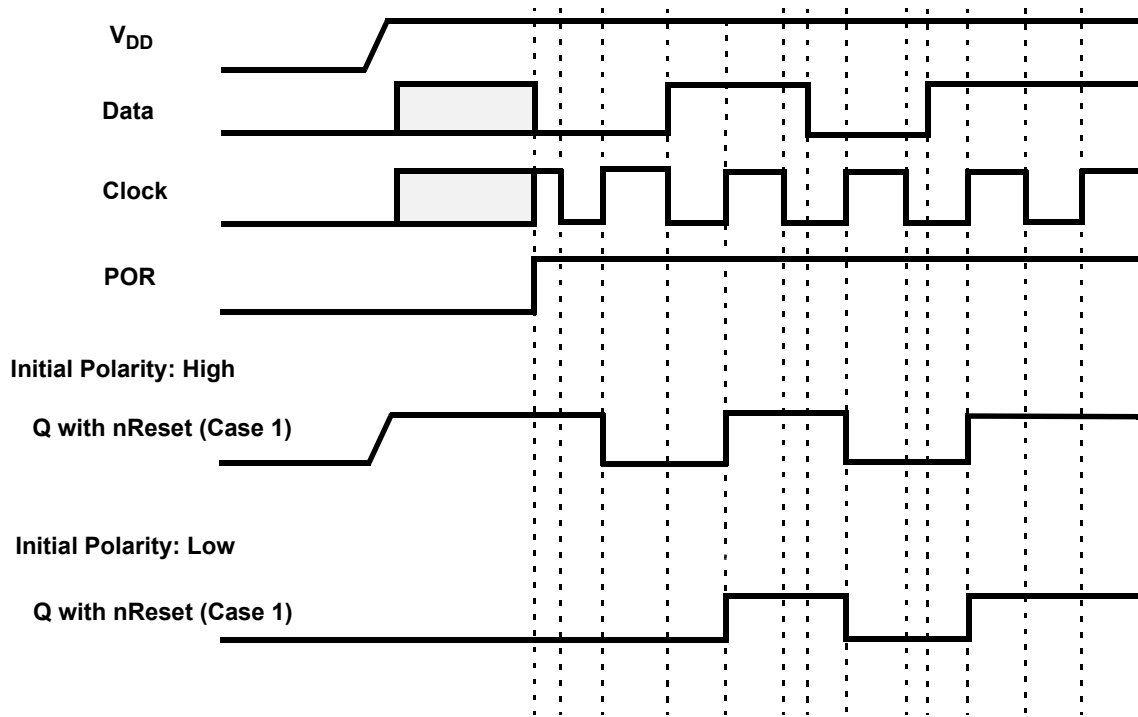 VDD
Data
Clock
POR
Initial Polarity: High
Q with nReset (Case 1)
Initial Polarity: Low
Q with nReset (Case 1)